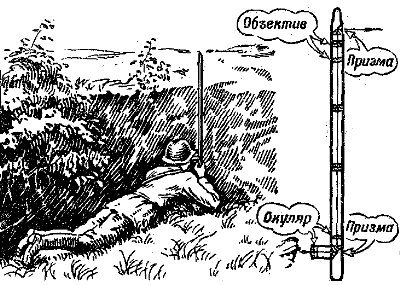 Объектив
Призма
Окуляр
Призма